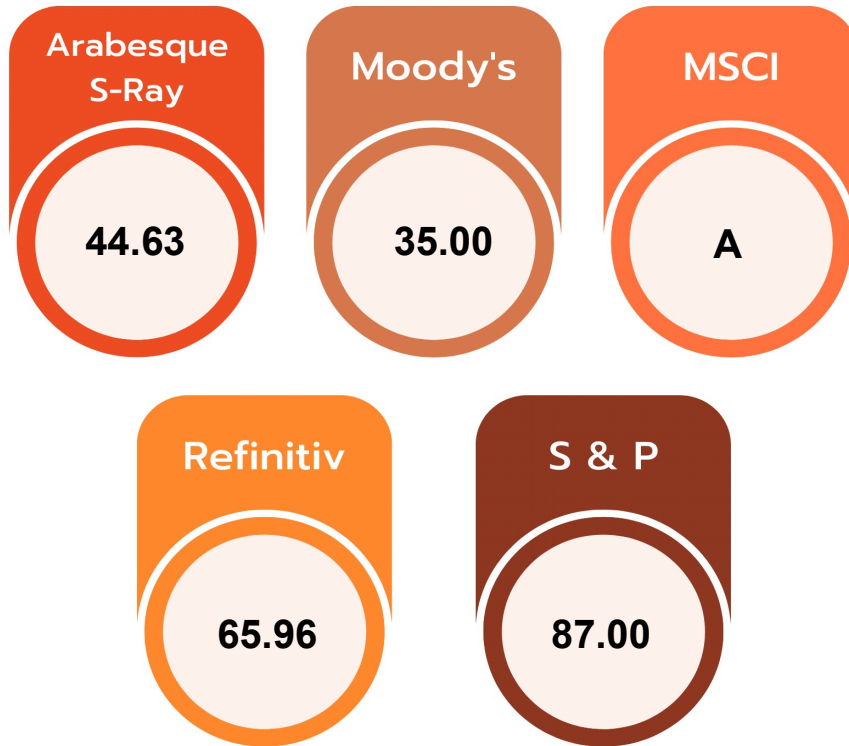 Arabesque
S-Ray
44.63
Moody's
35.00
MSCI
A
Refinitiv
65.96
S & P
87.00